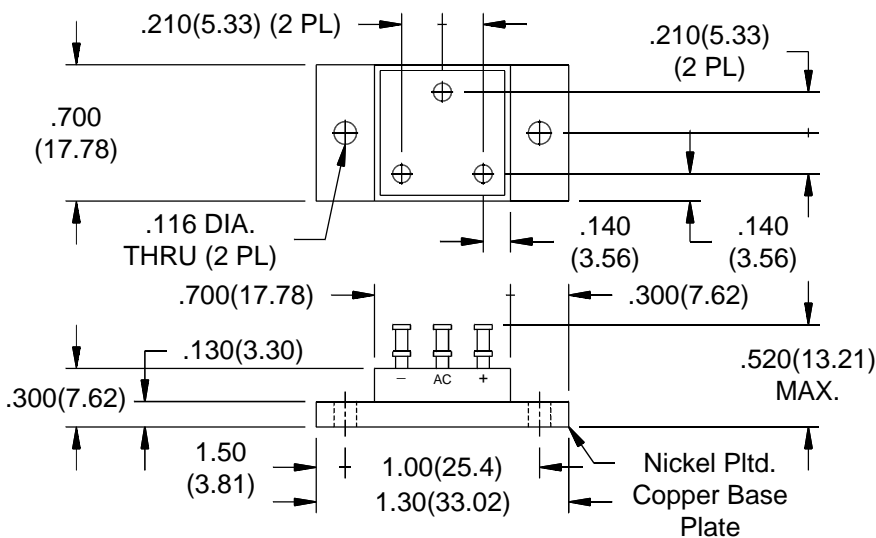 .210(5.33) (2 PL)
.210(5.33)
(2 PL)
.700
(17.78)
.116 DIA.
THRU (2 PL)
.140
(3.56)
.140
(3.56)
.700(17.78)
.300(7.62)
.130(3.30)
.520(13.21)
MAX.
– AC +
.300(7.62)
1.50
(3.81)
1.00(25.4)
1.30(33.02)
Nickel Pltd.
Copper Base
Plate